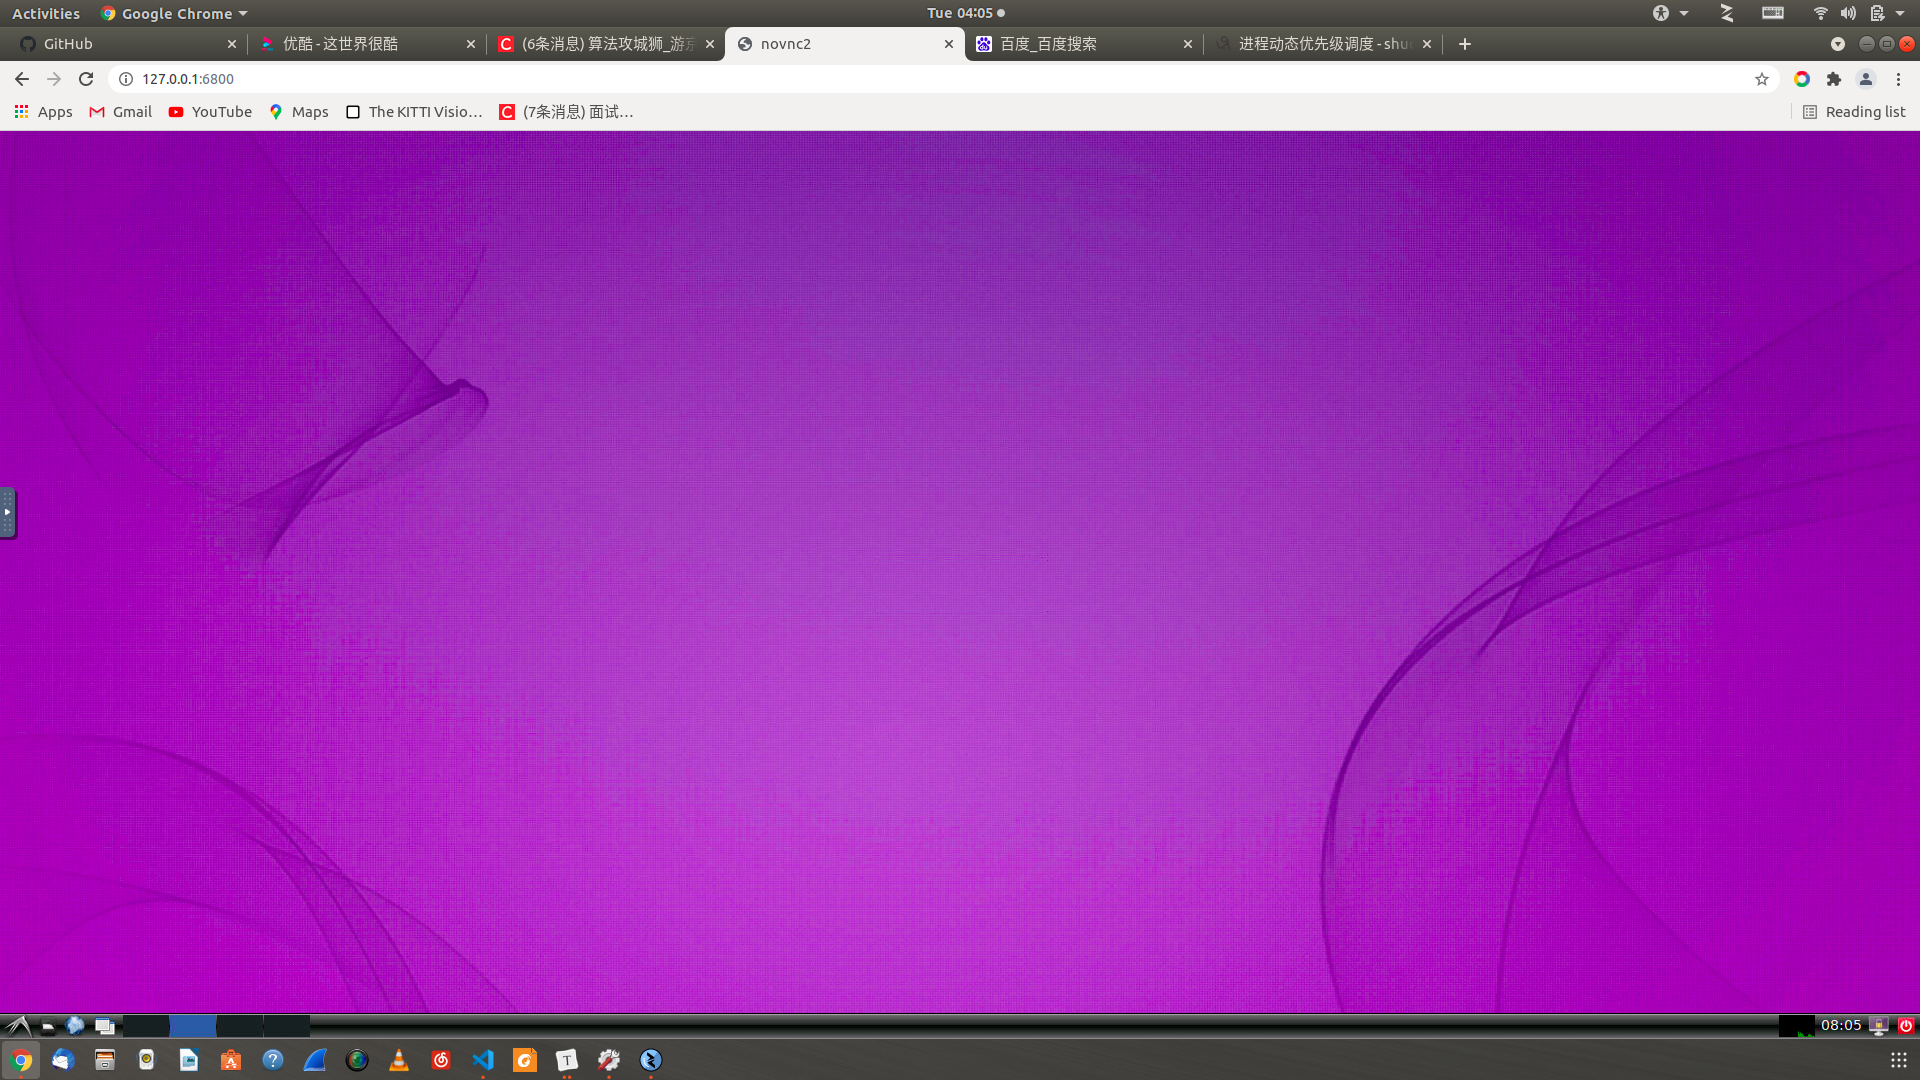 Activities
Google Chrome
Tue 04:05
GitHub
优酷 - 这世界很酷
(6条消息) 算法攻城狮_游
novnc2
百度_百度搜索
进程动态优先级调度 - shu
127.0.0.1:6800
Apps
Gmail
YouTube
Maps
The KITTI Visio…
(7条消息) 面试…
Reading list
08:05